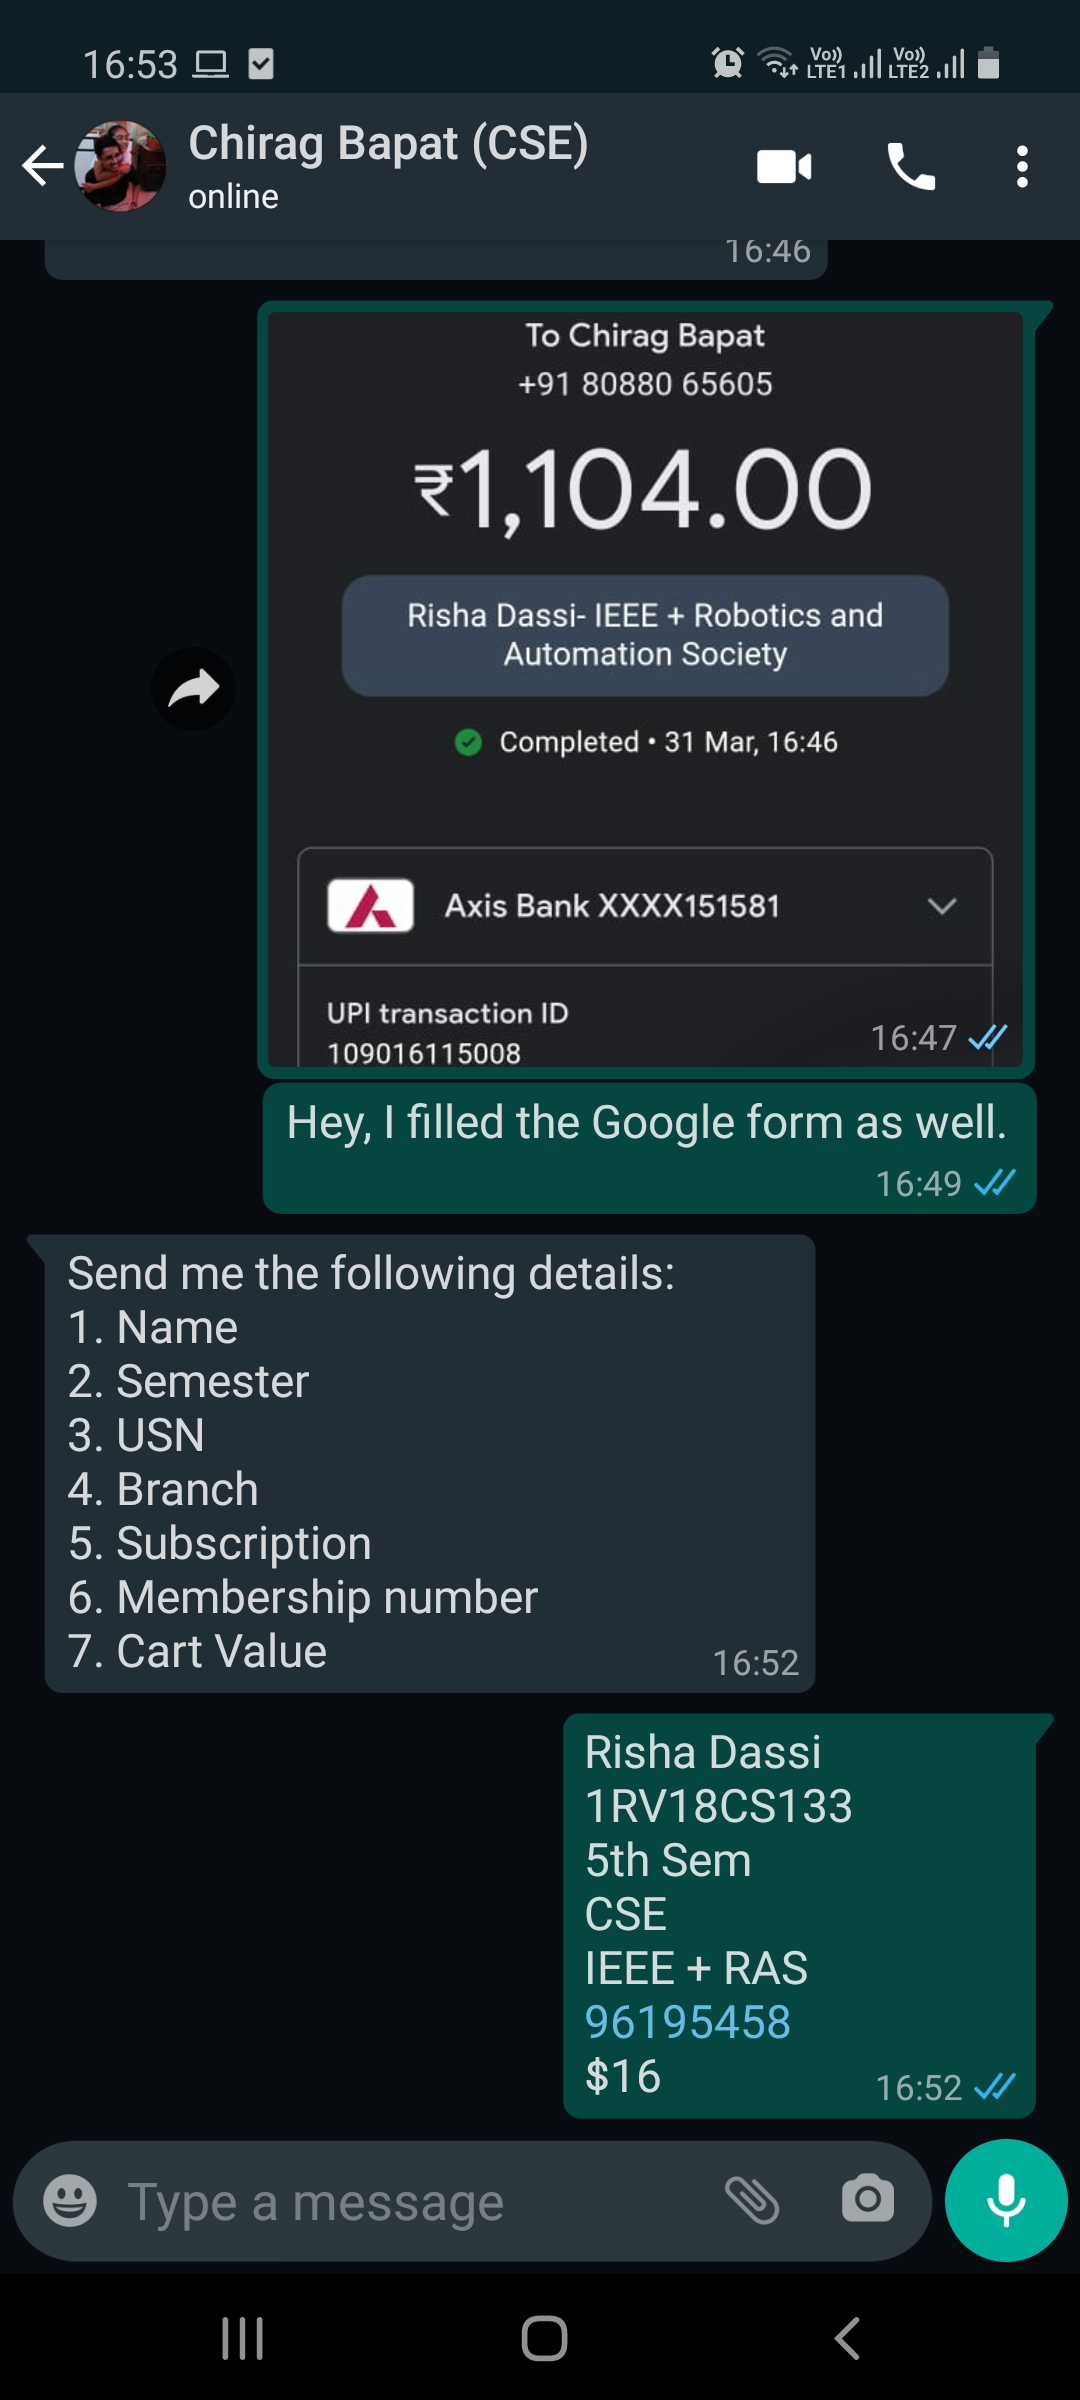 16:53
Vo)) LTE1 Vo)) LTE2
Chirag Bapat (CSE)
online
16:46
To Chirag Bapat
+91 80880 65605
₹1,104.00
Risha Dassi- IEEE + Robotics and
Automation Society
Completed • 31 Mar, 16:46
Axis Bank XXXX151581
UPI transaction ID
109016115008
16:47
Hey, I filled the Google form as well.
16:49
Send me the following details:
1. Name
2. Semester
3. USN
4. Branch
5. Subscription
6. Membership number
7. Cart Value
16:52
Risha Dassi
1RV18CS133
5th Sem
CSE
IEEE + RAS
96195458
$16
16:52
Type a message